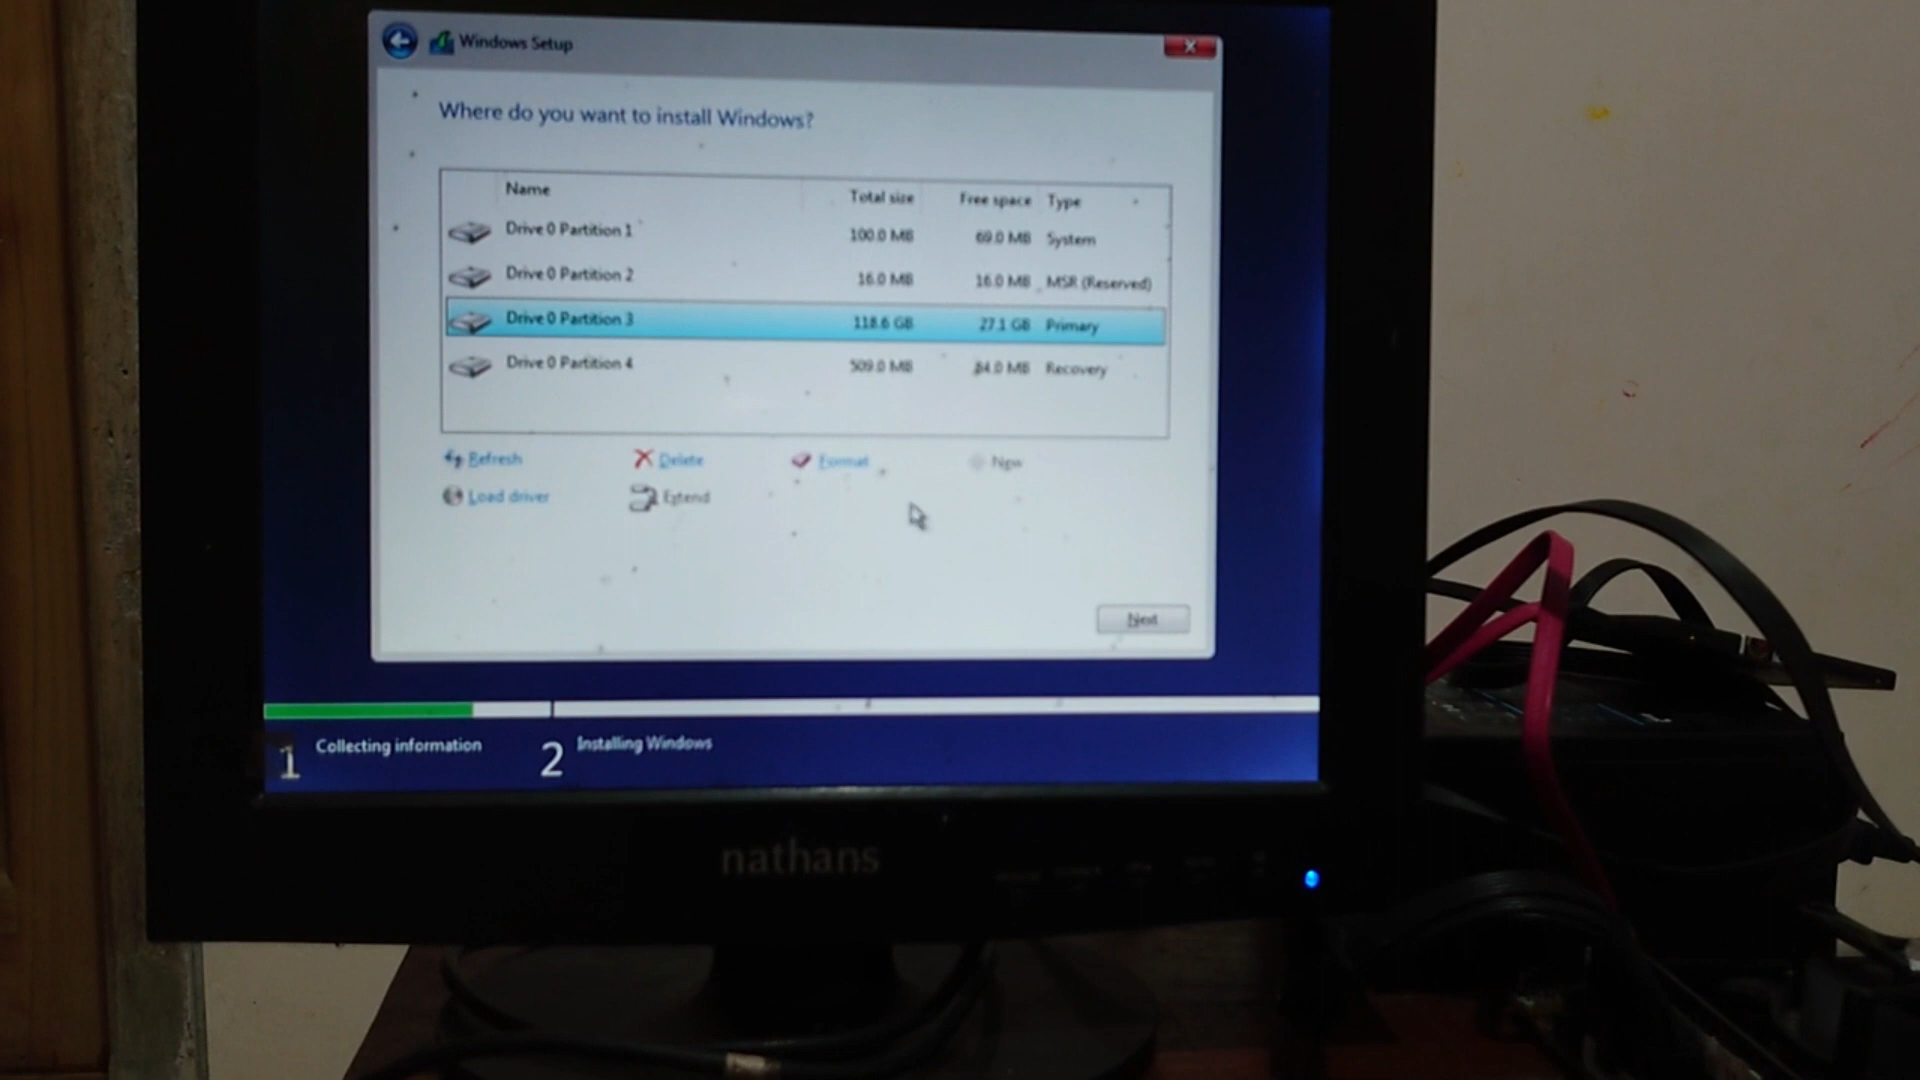 Windows Setup
Where do you want to install Windows?
Name Total size Free space Type
Drive 0 Partition 1 100.0 MB 69.0 MB System
Drive 0 Partition 2 16.0 MB 16.0 MB MSR (Reserved)
Drive 0 Partition 3 118.6 GB 27.1 GB Primary
Drive 0 Partition 4 509.0 MB 84.0 MB Recovery
Refresh Delete Format New
Load driver Extend
Next
1 Collecting information 2 Installing Windows
nathans